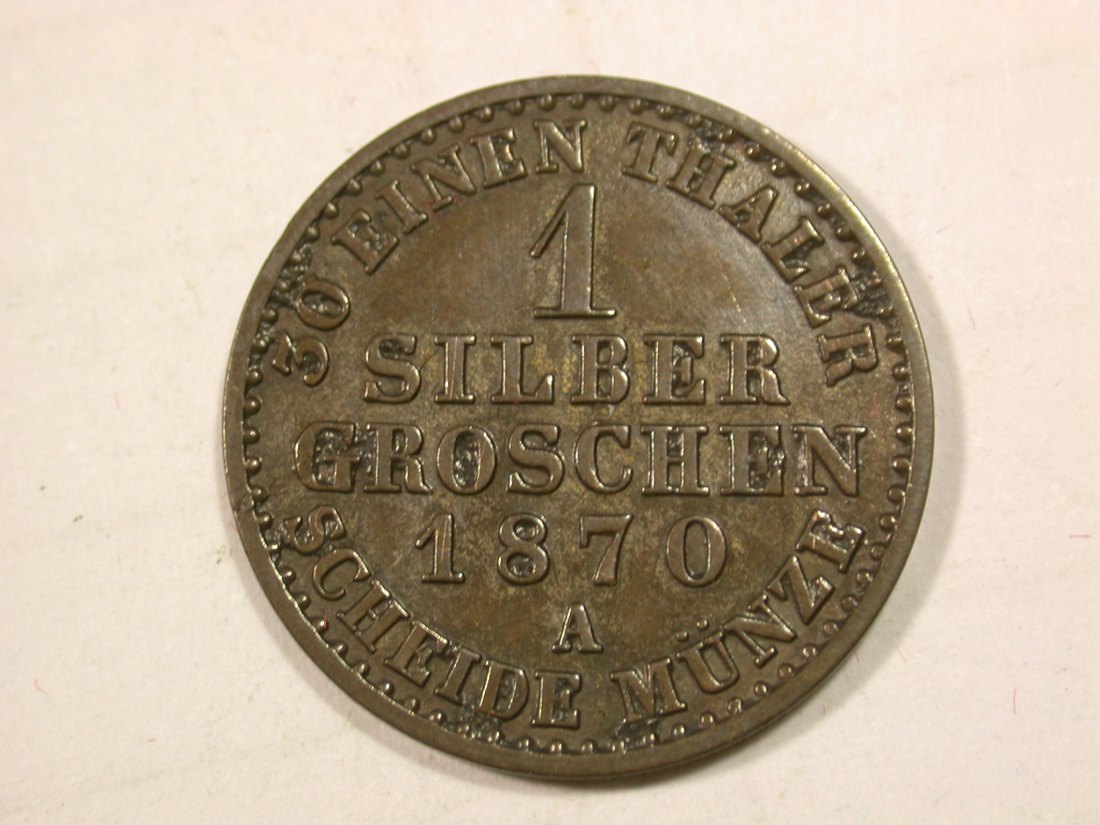 30 EINEN THALER
1
SILBER
GROSCHEN
1870
A
SCHEIDE MÜNZE